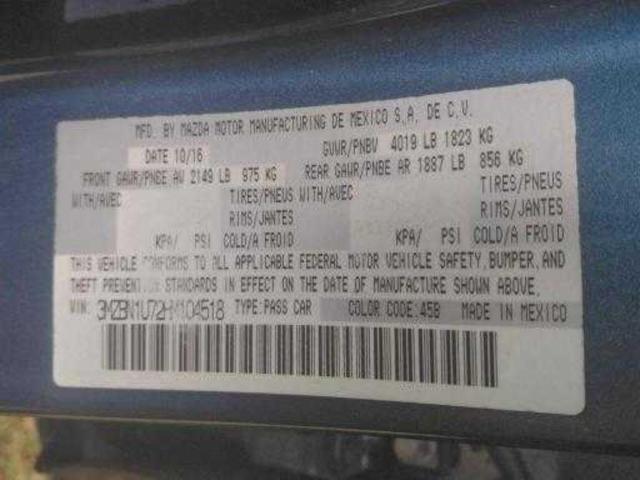 MFD. BY MAZDA MOTOR MANUFACTURING DE MEXICO S.A. DE C.V.
DATE 10/16 GVWR/PNBV 4019 LB 1823 KG
FRONT GAWR/PNBE AV 2149 LB 975 KG REAR GAWR/PNBE AR 1887 LB 856 KG
WITH/AVEC TIRES/PNEUS WITH/AVEC TIRES/PNEUS
RIMS/JANTES RIMS/JANTES
KPA/ PSI COLD/A FROID KPA/ PSI COLD/A FROID
THIS VEHICLE CONFORMS TO ALL APPLICABLE FEDERAL MOTOR VEHICLE SAFETY, BUMPER, AND
THEFT PREVENTION STANDARDS IN EFFECT ON THE DATE OF MANUFACTURE SHOWN ABOVE.
VIN: 3MZBN1U72HM104518 TYPE:PASS CAR COLOR CODE:45B MADE IN MEXICO